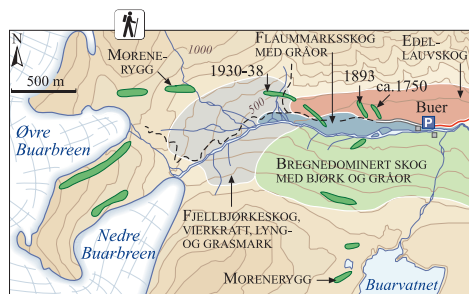 N
500 m
MORENE-
RYGG
1000
1930-38
500
FLAUMMARKSSKOG
MED GRÅOR
1893
ca.1750
EDEL-
LAUVSKOG
Buer
P
Øvre
Buarbreen
BREGNEDOMINERT SKOG
MED BJØRK OG GRÅOR
FJELLBJØRKESKOG,
VIERKRATT, LYNG-
OG GRASMARK
Nedre
Buarbreen
MORENERYGG
Buarvatnet